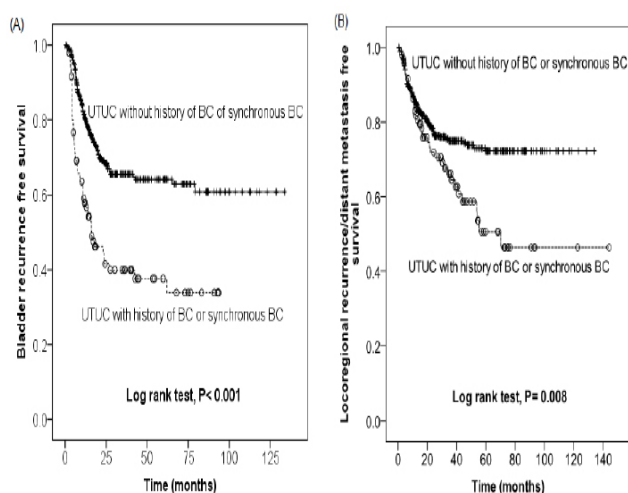 (A)
Bladder recurrence free survival
1.0
0.8
0.6
0.4
0.2
0.0
UTUC without history of BC of synchronous BC
UTUC with history of BC or synchronous BC
Log rank test, P< 0.001
0 25 50 75 100 125
Time (months)
(B)
Locoregional recurrence/distant metastasis free
survival
1.0
0.8
0.6
0.4
0.2
0.0
UTUC without history of BC or synchronous BC
UTUC with history of BC or synchronous BC
Log rank test, P= 0.008
0 20 40 60 80 100 120 140
Time (months)